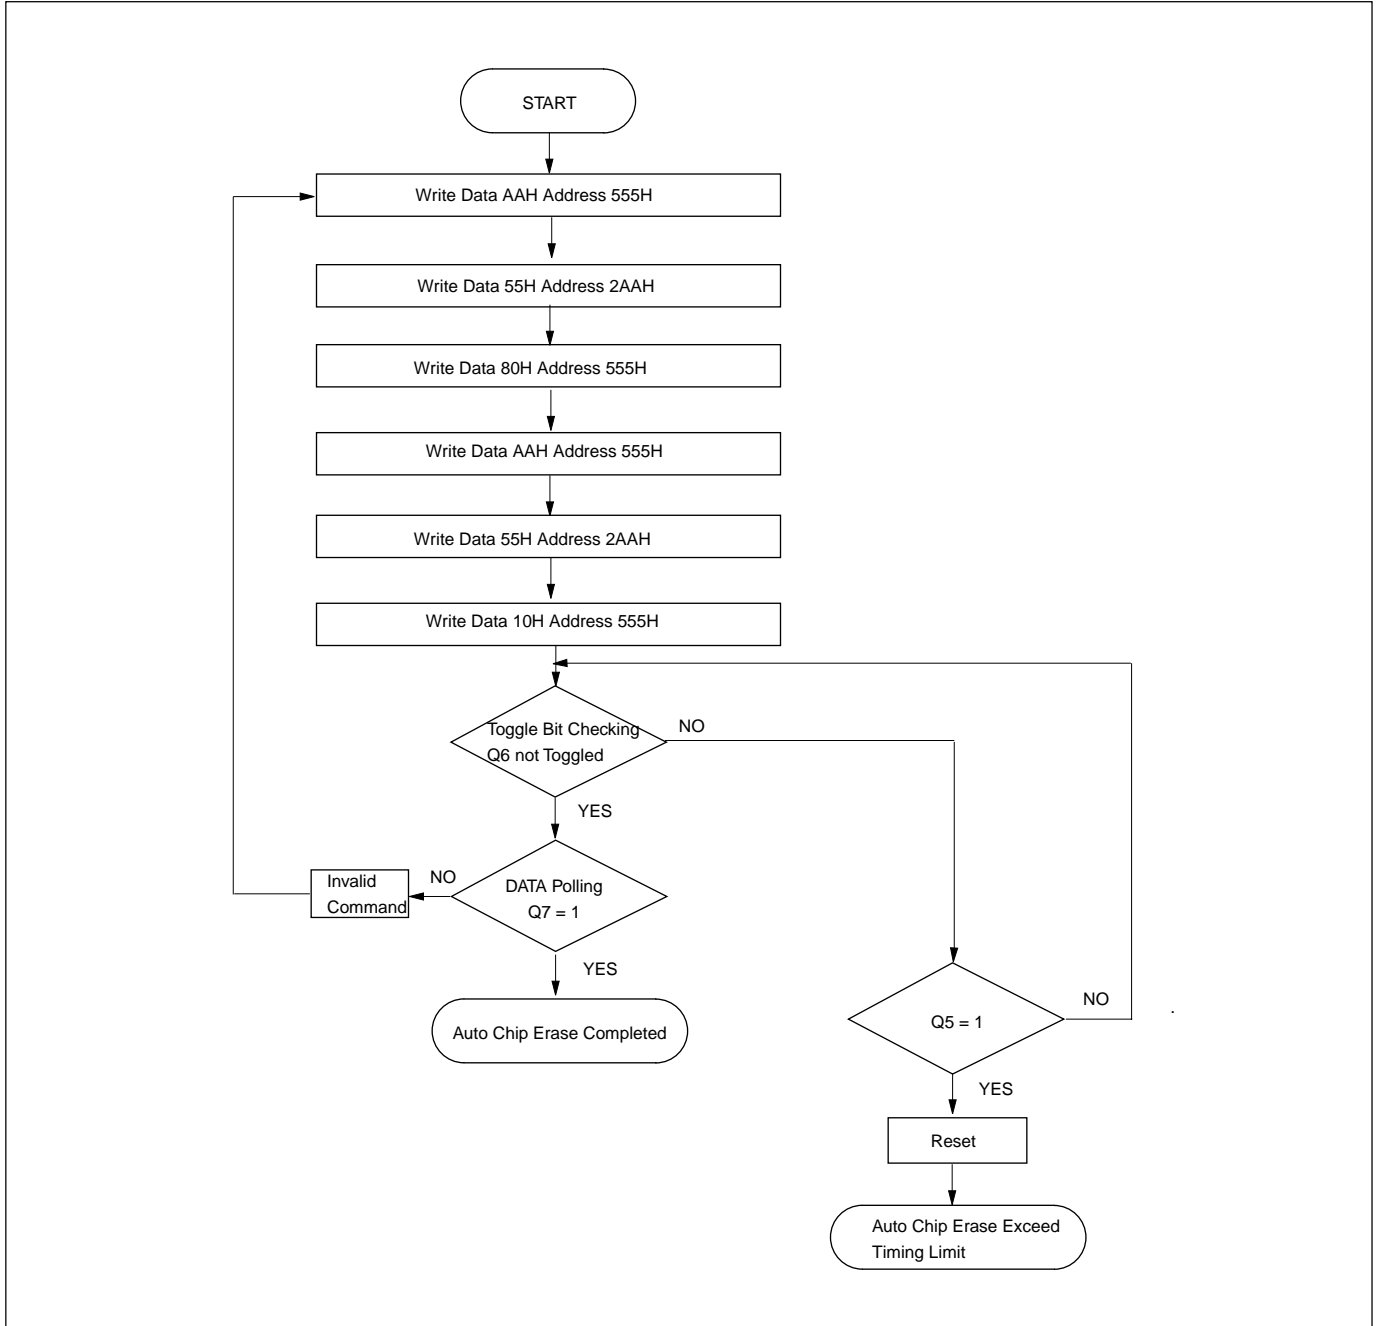 START
Write Data AAH Address 555H
Write Data 55H Address 2AAH
Write Data 80H Address 555H
Write Data AAH Address 555H
Write Data 55H Address 2AAH
Write Data 10H Address 555H
Toggle Bit Checking
Q6 not Toggled
NO
YES
Invalid
Command
NO
DATA Polling
Q7 = 1
YES
Auto Chip Erase Completed
Q5 = 1
NO
.
YES
Reset
Auto Chip Erase Exceed
Timing Limit